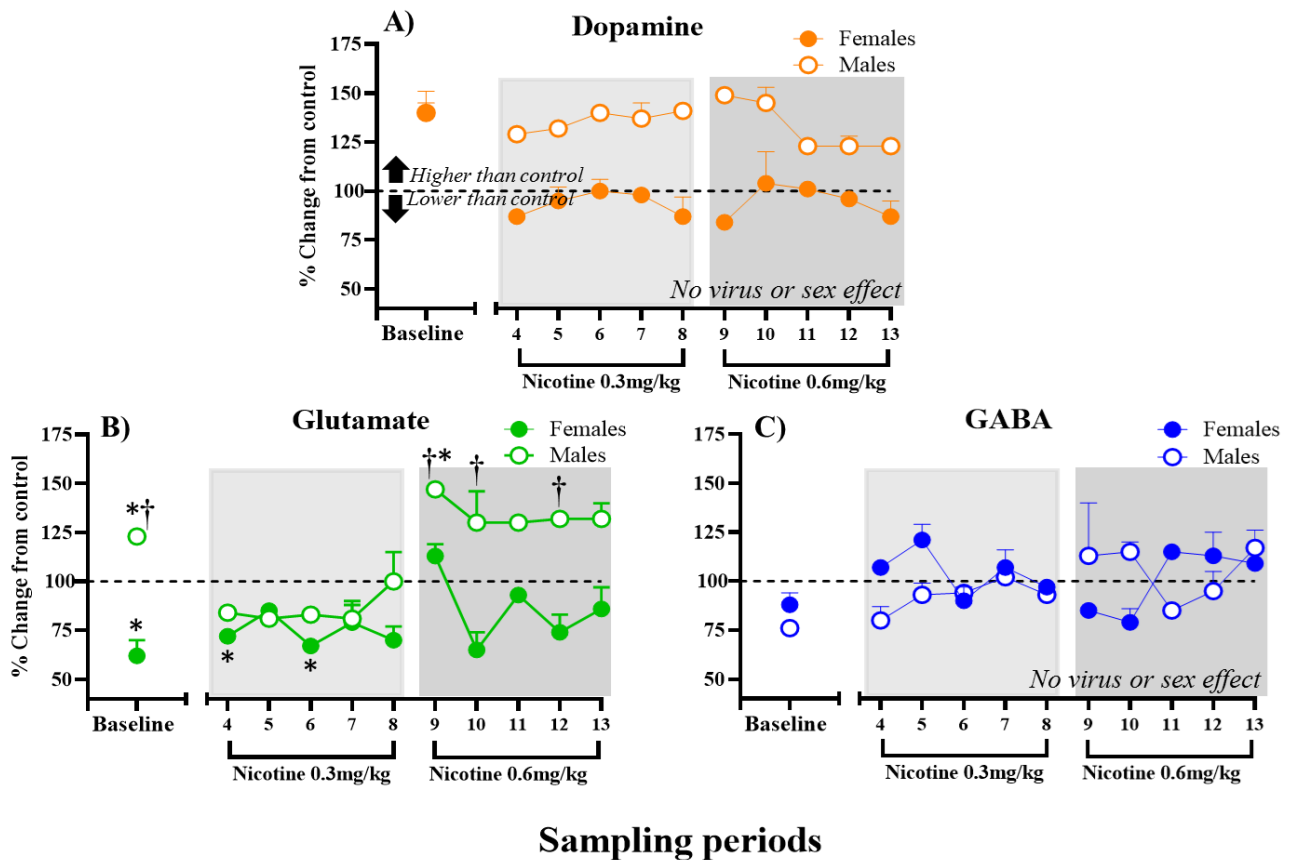 A)
Dopamine
Females
Males
% Change from control
175
150
125
100
75
50
Higher than control
Lower than control
No virus or sex effect
Baseline
4 5 6 7 8 9 10 11 12 13
Nicotine 0.3mg/kg Nicotine 0.6mg/kg
B)
Glutamate
Females
Males
% Change from control
175
150
125
100
75
50
*†
*
*
*
†*
†
†
Baseline
4 5 6 7 8 9 10 11 12 13
Nicotine 0.3mg/kg Nicotine 0.6mg/kg
C)
GABA
Females
Males
175
150
125
100
75
50
No virus or sex effect
Baseline
4 5 6 7 8 9 10 11 12 13
Nicotine 0.3mg/kg Nicotine 0.6mg/kg
Sampling periods